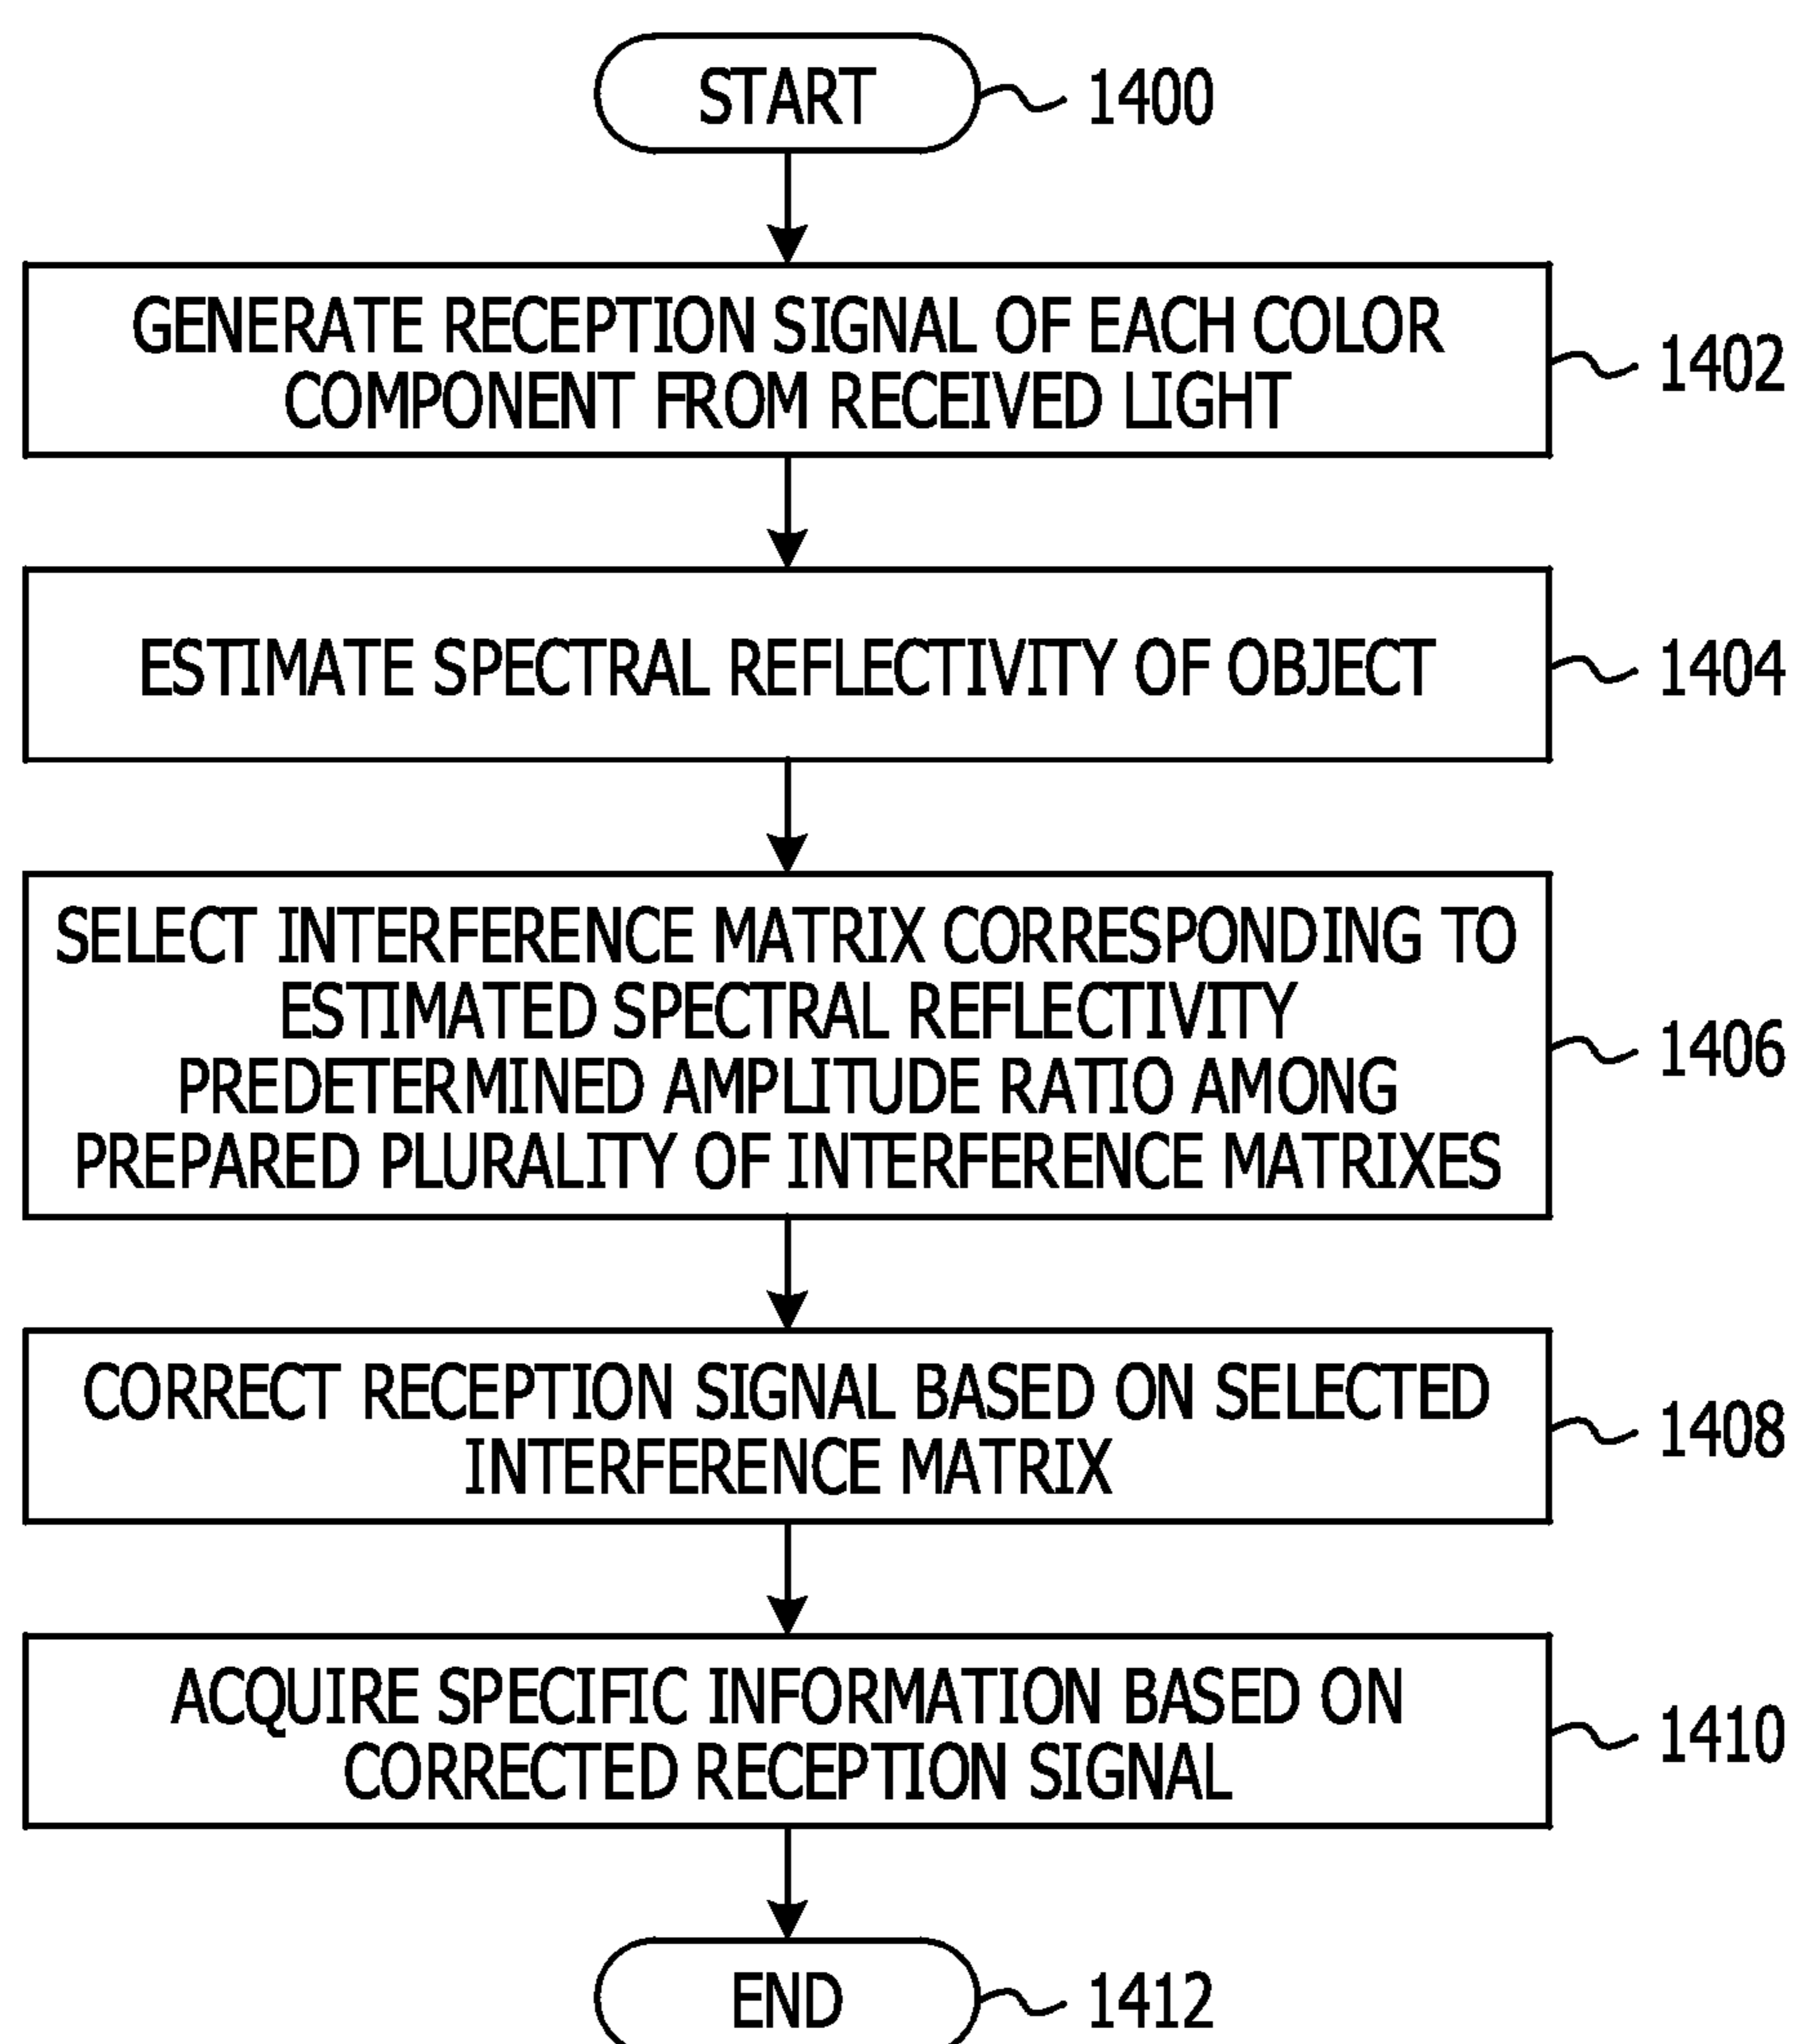 START
1400
GENERATE RECEPTION SIGNAL OF EACH COLOR
COMPONENT FROM RECEIVED LIGHT
1402
ESTIMATE SPECTRAL REFLECTIVITY OF OBJECT
1404
SELECT INTERFERENCE MATRIX CORRESPONDING TO
ESTIMATED SPECTRAL REFLECTIVITY
PREDETERMINED AMPLITUDE RATIO AMONG
PREPARED PLURALITY OF INTERFERENCE MATRIXES
1406
CORRECT RECEPTION SIGNAL BASED ON SELECTED
INTERFERENCE MATRIX
1408
ACQUIRE SPECIFIC INFORMATION BASED ON
CORRECTED RECEPTION SIGNAL
1410
END
1412